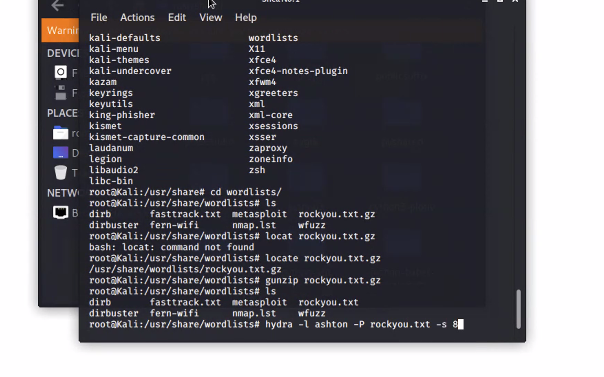 File Actions Edit View Help
Warnin
DEVIC
F
F
PLACE
ro
D
T
NETW
B
kali-defaults wordlists
kali-menu X11
kali-themes xfce4
kali-undercover xfce4-notes-plugin
kazam xfwm4
keyrings xgreeters
keyutils xml
king-phisher xml-core
kismet xsessions
kismet-capture-common xsser
laudanum zaproxy
legion zoneinfo
libaudio2 zsh
libc-bin
root@Kali:/usr/share# cd wordlists/
root@Kali:/usr/share/wordlists# ls
dirb fasttrack.txt metasploit rockyou.txt.gz
dirbuster fern-wifi nmap.lst wfuzz
root@Kali:/usr/share/wordlists# locat rockyou.txt.gz
bash: locat: command not found
root@Kali:/usr/share/wordlists# locate rockyou.txt.gz
/usr/share/wordlists/rockyou.txt.gz
root@Kali:/usr/share/wordlists# gunzip rockyou.txt.gz
root@Kali:/usr/share/wordlists# ls
dirb fasttrack.txt metasploit rockyou.txt
dirbuster fern-wifi nmap.lst wfuzz
root@Kali:/usr/share/wordlists# hydra -l ashton -P rockyou.txt -s 8